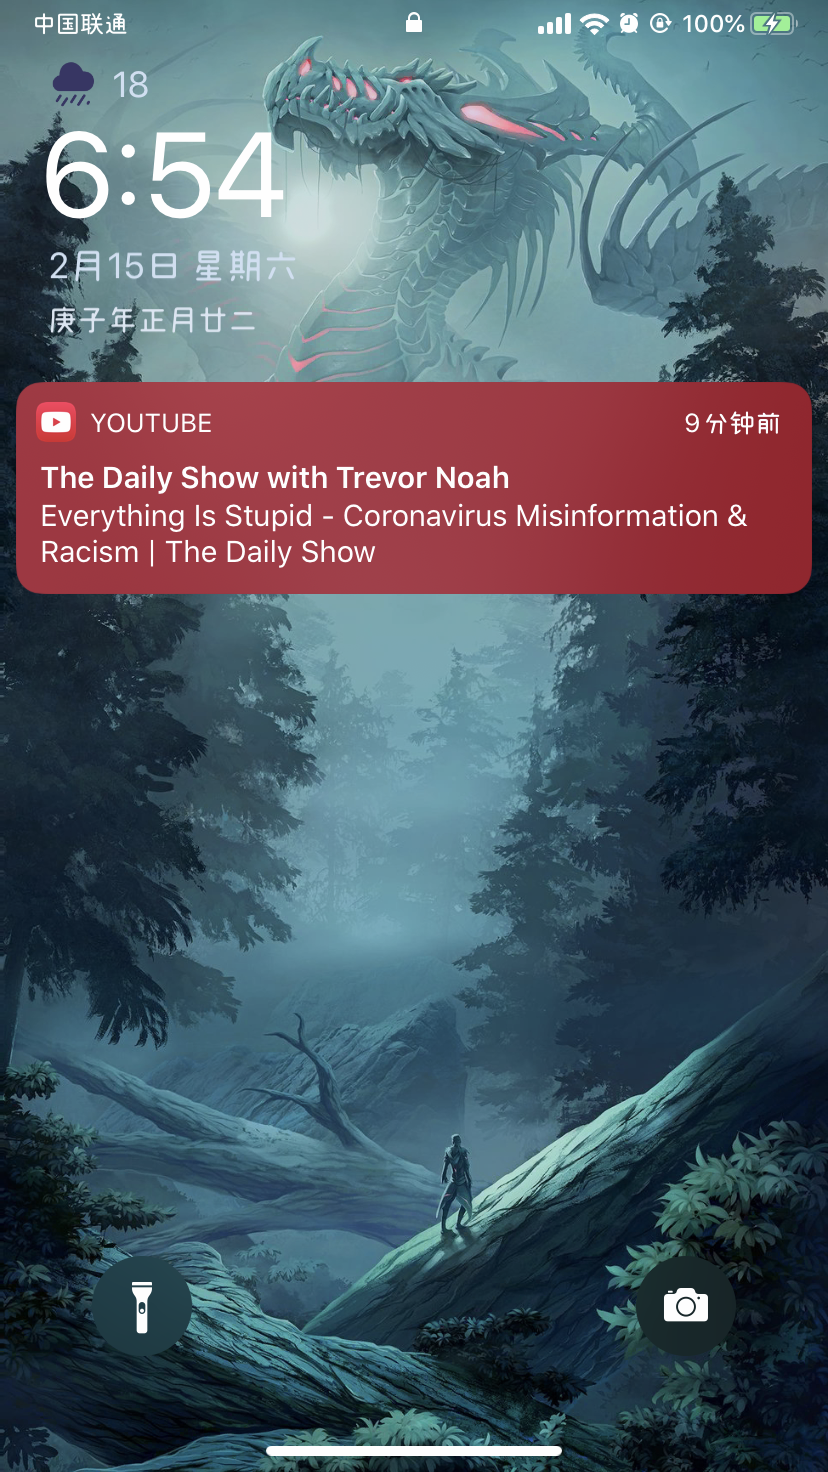 中国联通
100%
18
6:54
2月15日 星期六
庚子年正月廿二
YOUTUBE
9分钟前
The Daily Show with Trevor Noah
Everything Is Stupid - Coronavirus Misinformation &
Racism | The Daily Show